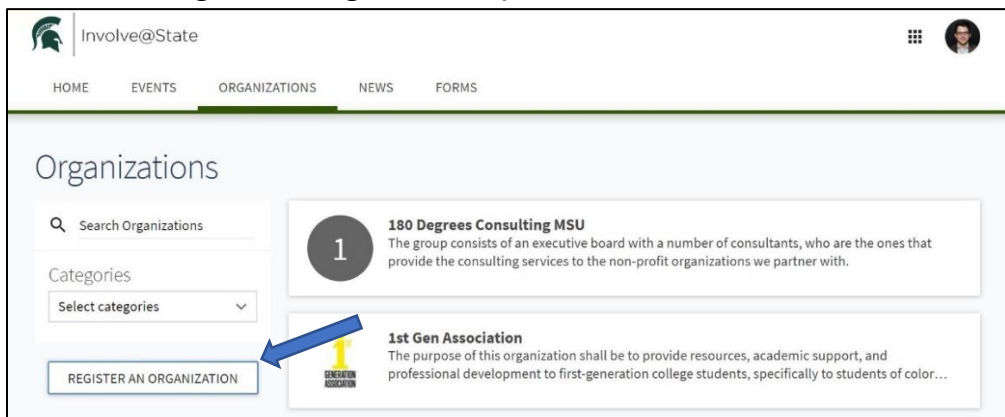 Involve@State
HOME EVENTS ORGANIZATIONS NEWS FORMS
Organizations
Search Organizations
Categories
Select categories
REGISTER AN ORGANIZATION
1
180 Degrees Consulting MSU
The group consists of an executive board with a number of consultants, who are the ones that
provide the consulting services to the non-profit organizations we partner with.
1st
GENERATION
ASSOCIATION
1st Gen Association
The purpose of this organization shall be to provide resources, academic support, and
professional development to first-generation college students, specifically to students of color...